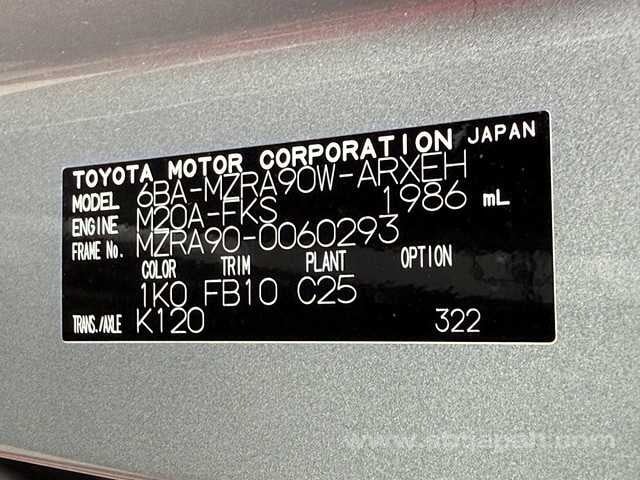 TOYOTA MOTOR CORPORATION JAPAN
MODEL 6BA-MZRA90W-ARXEH
ENGINE M20A-FKS 1986 mL
FRAME No. MZRA90-0060293
COLOR TRIM PLANT OPTION
1K0 FB10 C25
TRANS./AXLE K120 322